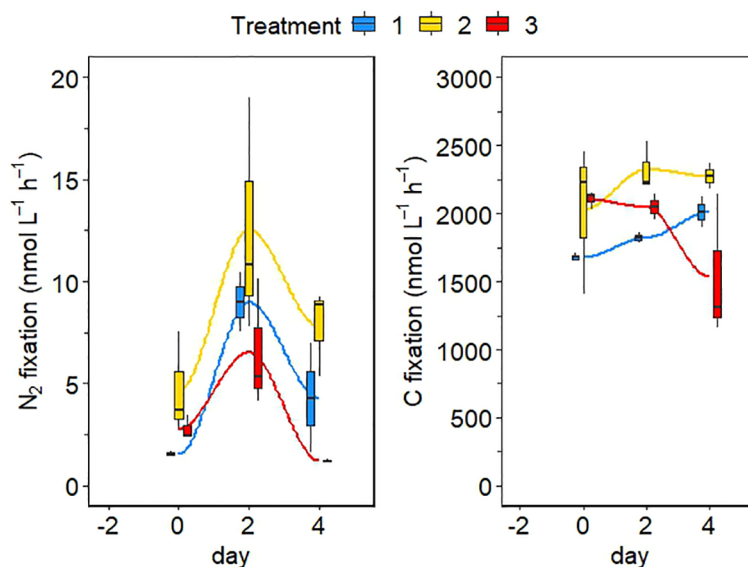 Treatment 1 2 3
N₂ fixation (nmol L⁻¹ h⁻¹)
20
15
10
5
0
-2 0 2 4
day
C fixation (nmol L⁻¹ h⁻¹)
3000
2500
2000
1500
1000
500
0
-2 0 2 4
day